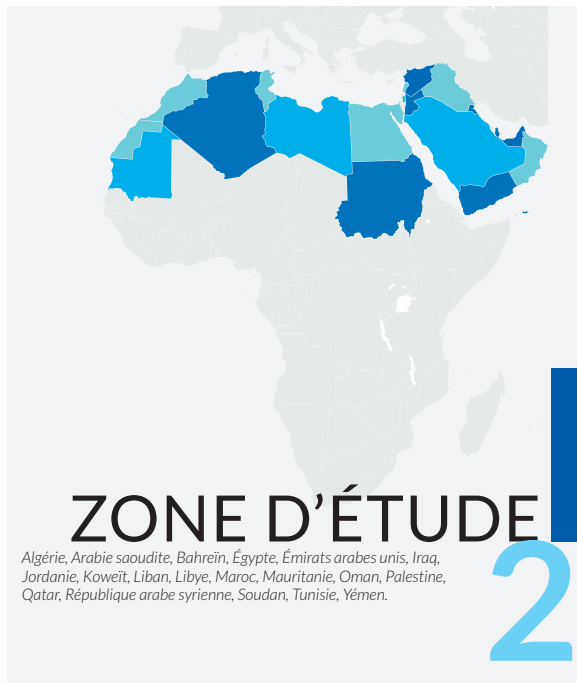 ZONE D’ÉTUDE
Algérie, Arabie saoudite, Bahreïn, Égypte, Émirats arabes unis, Iraq,
Jordanie, Koweït, Liban, Libye, Maroc, Mauritanie, Oman, Palestine,
Qatar, République arabe syrienne, Soudan, Tunisie, Yémen.
2